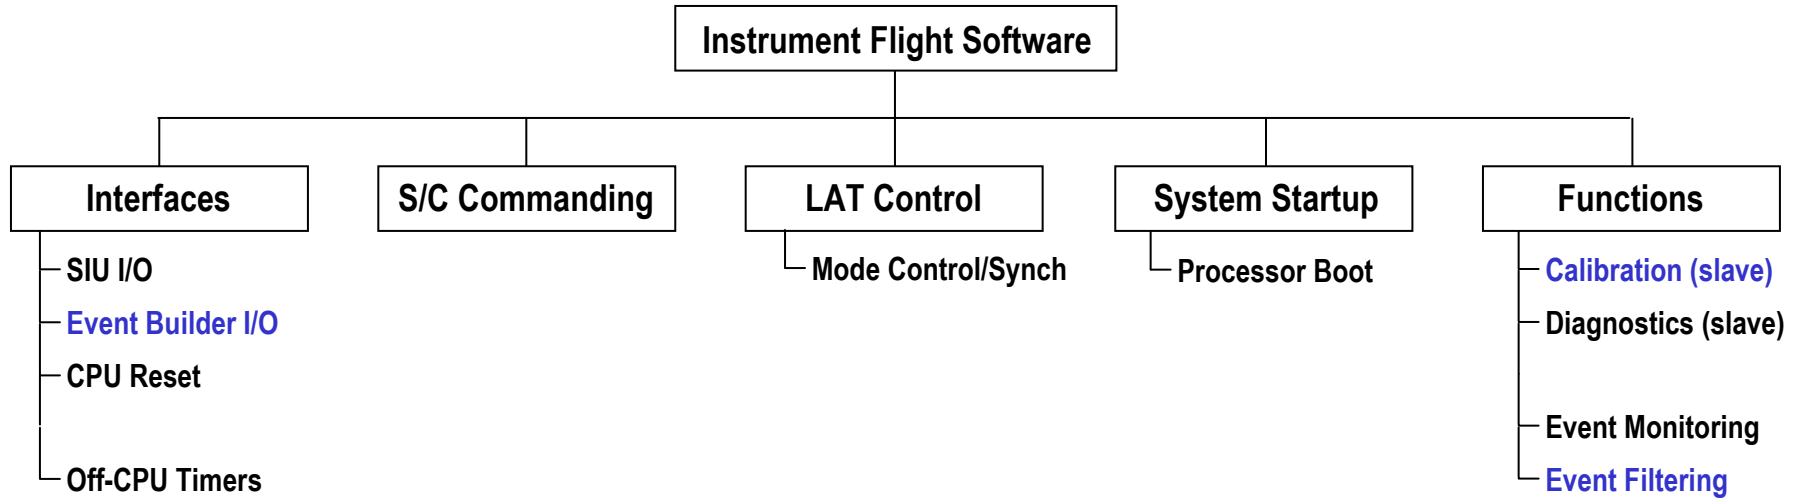 Instrument Flight Software
Interfaces
S/C Commanding
LAT Control
System Startup
Functions
SIU I/O
Event Builder I/O
CPU Reset
Off-CPU Timers
Mode Control/Synch
Processor Boot
Calibration (slave)
Diagnostics (slave)
Event Monitoring
Event Filtering